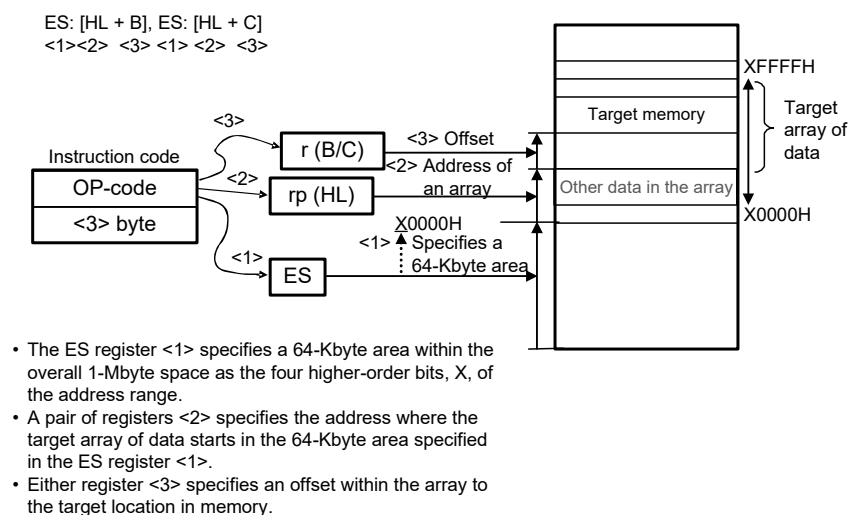 ES: [HL + B], ES: [HL + C]
<1><2> <3> <1> <2> <3>
XFFFFH
Target memory
Target
array of
data
<3>
r (B/C)
<3> Offset
Instruction code
<2> Address of
an array
OP-code
<2>
rp (HL)
Other data in the array
<3> byte
X0000H
X0000H
<1>
Specifies a
64-Kbyte area
<1>
ES
• The ES register <1> specifies a 64-Kbyte area within the
overall 1-Mbyte space as the four higher-order bits, X, of
the address range.
• A pair of registers <2> specifies the address where the
target array of data starts in the 64-Kbyte area specified
in the ES register <1>.
• Either register <3> specifies an offset within the array to
the target location in memory.